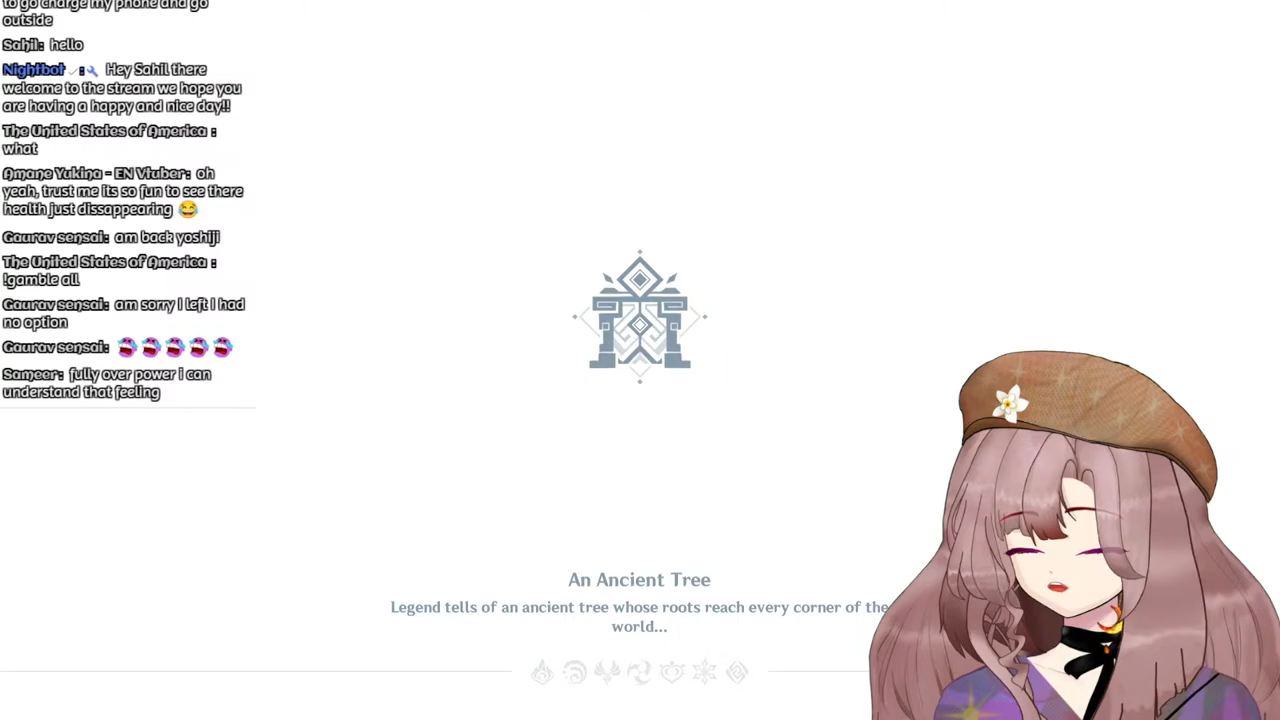 to go charge my phone and go
outside
Sahil: hello
Nightbot : Hey Sahil there
welcome to the stream we hope you
are having a happy and nice day!!
The United States of America :
what
Amane Yukina - EN Vtuber: oh
yeah, trust me its so fun to see there
health just dissappearing 😂
Gaurav sensai: am back yoshiji
The United States of America :
!gamble all
Gaurav sensai: am sorry I left I had
no option
Gaurav sensai:
Sameer: fully over power i can
understand that feeling
An Ancient Tree
Legend tells of an ancient tree whose roots reach every corner of the
world...